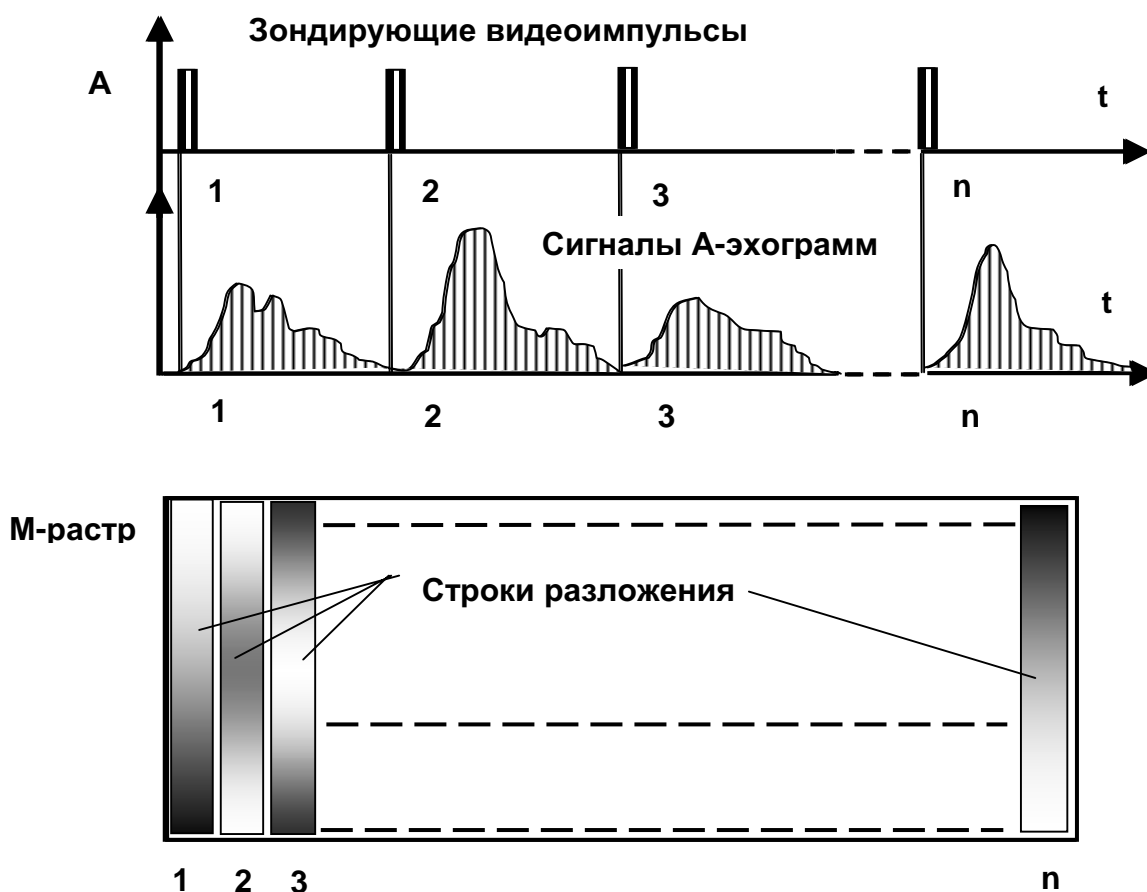 Зондирующие видеоимпульсы
A
t
1
2
3
n
Сигналы А-эхограмм
t
1
2
3
n
М-растр
Строки разложения
1
2
3
n